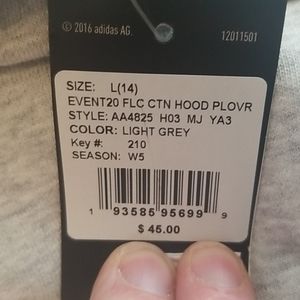 © 2016 adidas AG.
12011501
SIZE: L(14)
EVENT20 FLC CTN HOOD PLOVR
STYLE: AA4825 H03 MJ YA3
COLOR: LIGHT GREY
Key #: 210
SEASON: W5
1 93585 95699 9
$ 45.00